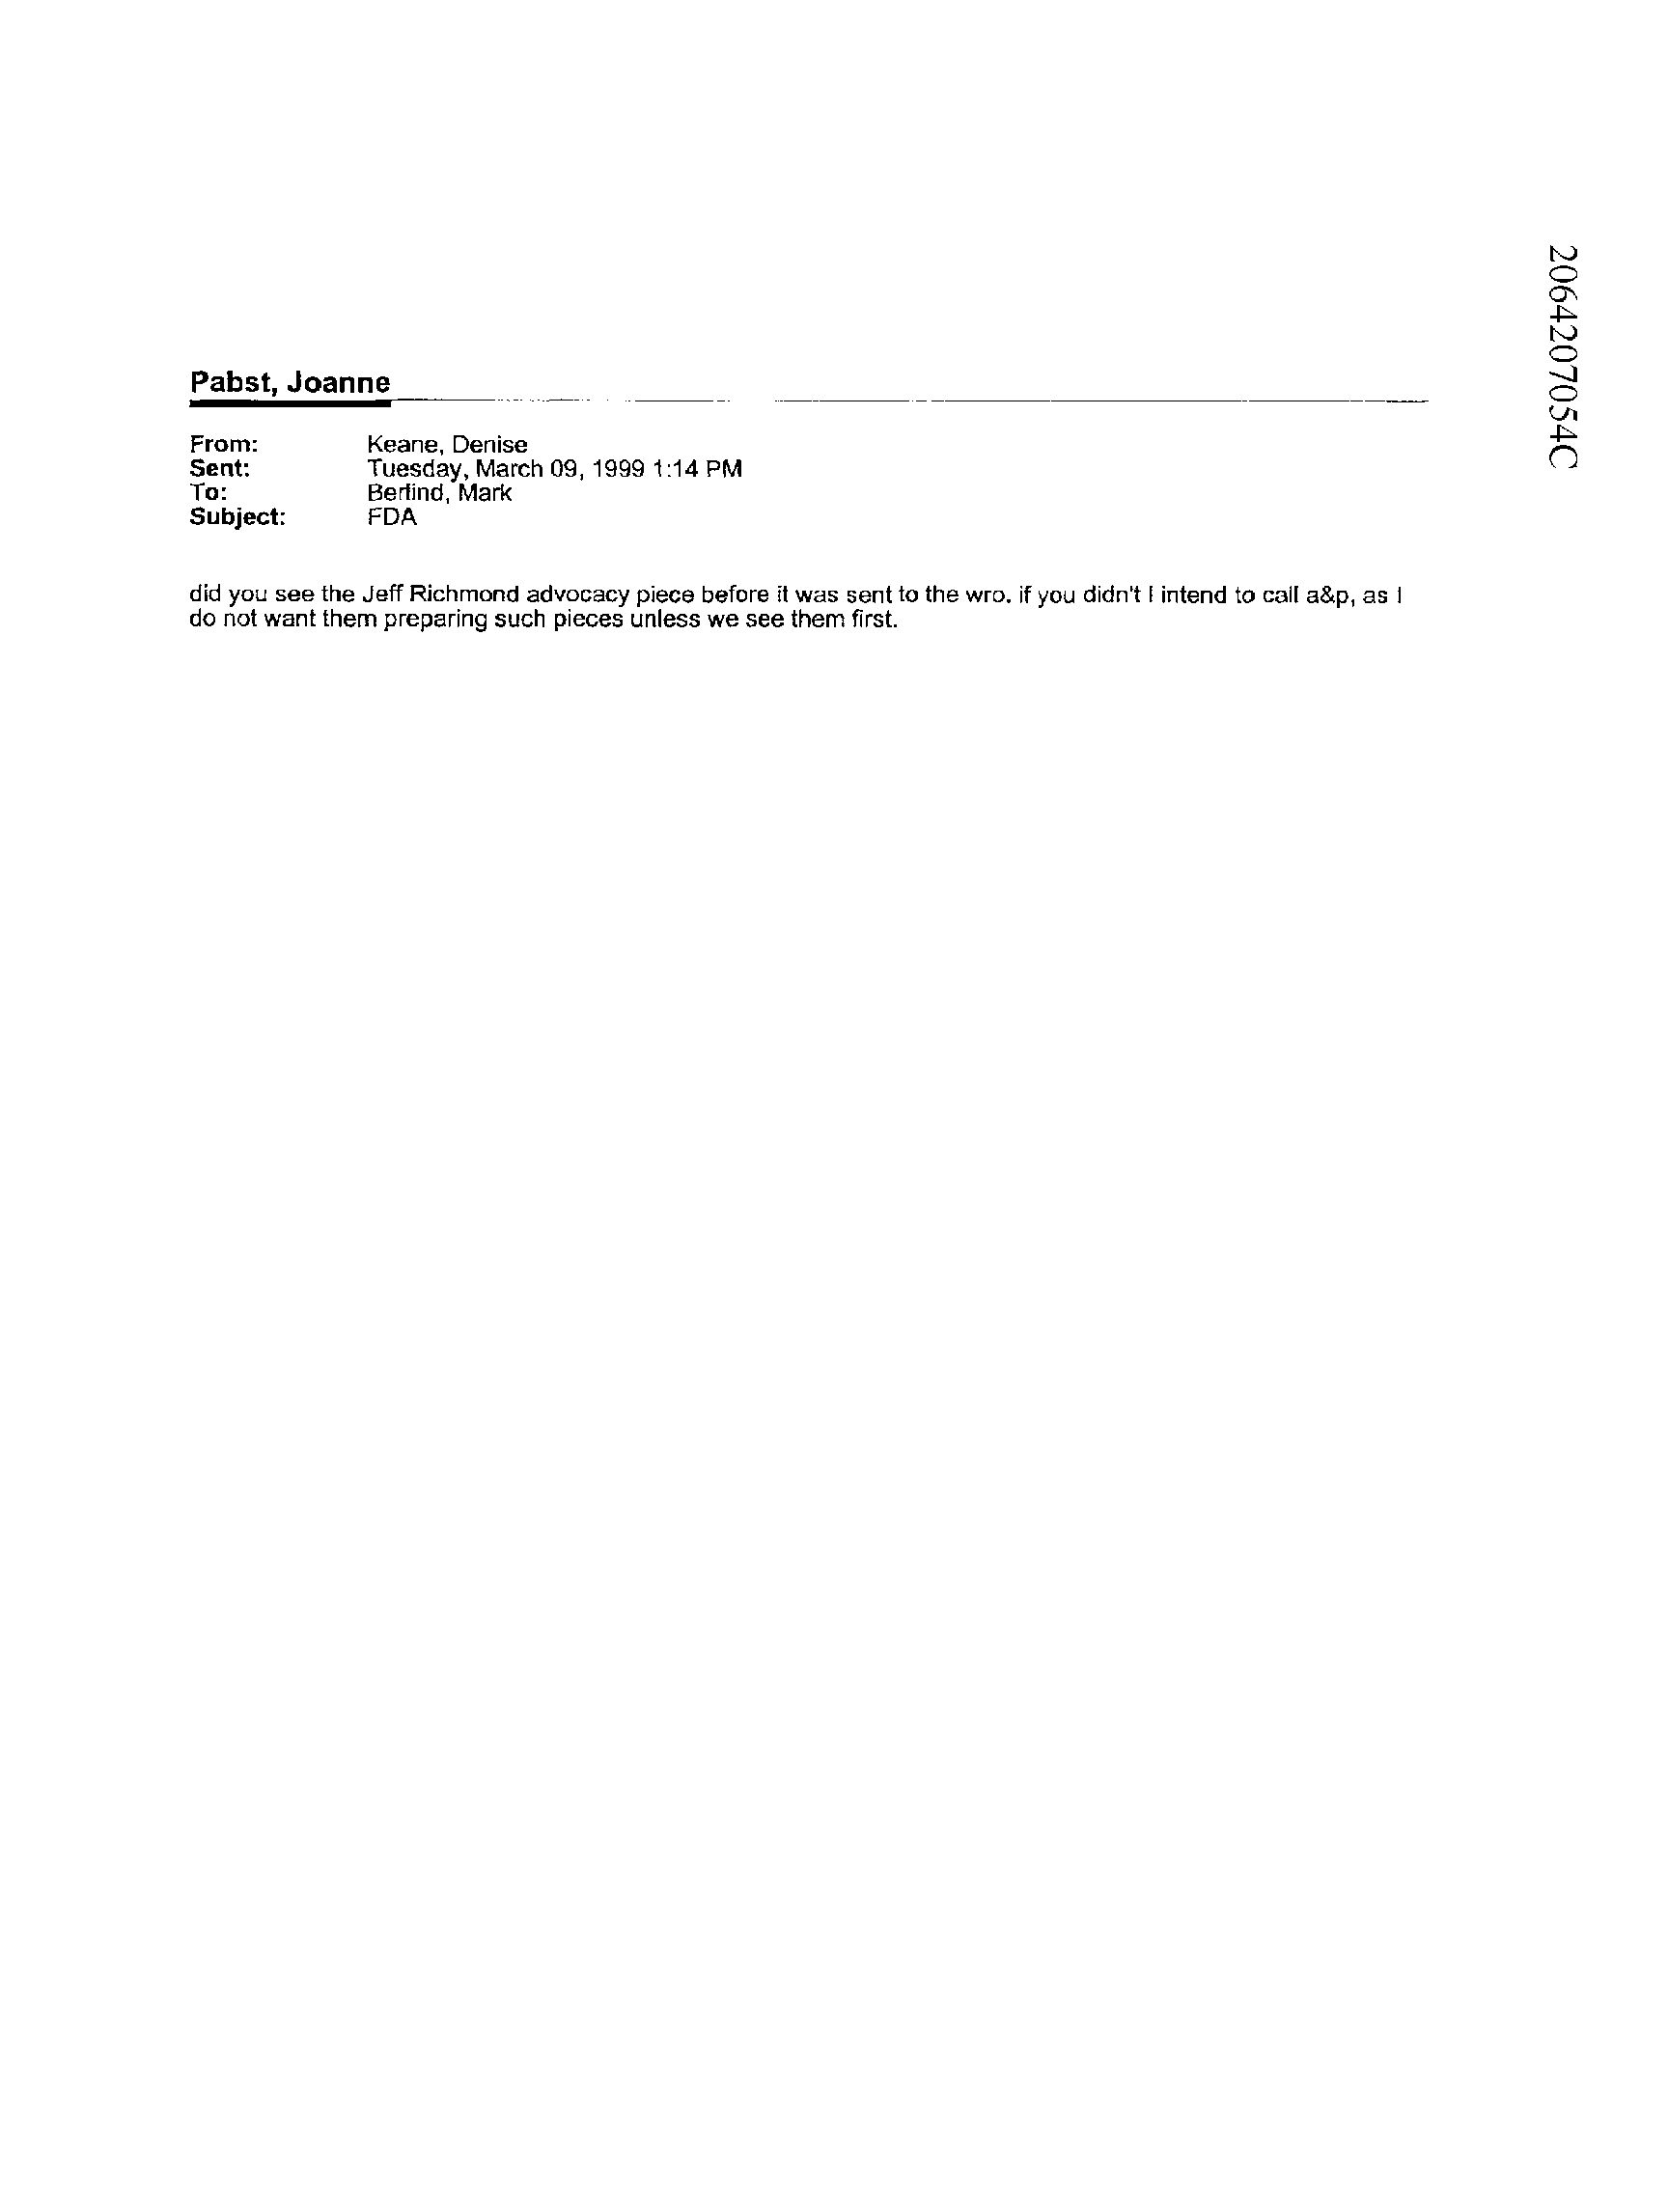 2064207054C
Pabst, Joanne
From: Keane, Denise
Sent: Tuesday, March 09, 1999 1:14 PM
To: Berlind, Mark
Subject: FDA
did you see the Jeff Richmond advocacy piece before it was sent to the wro. if you didn't I intend to call a&p, as I
do not want them preparing such pieces unless we see them first.